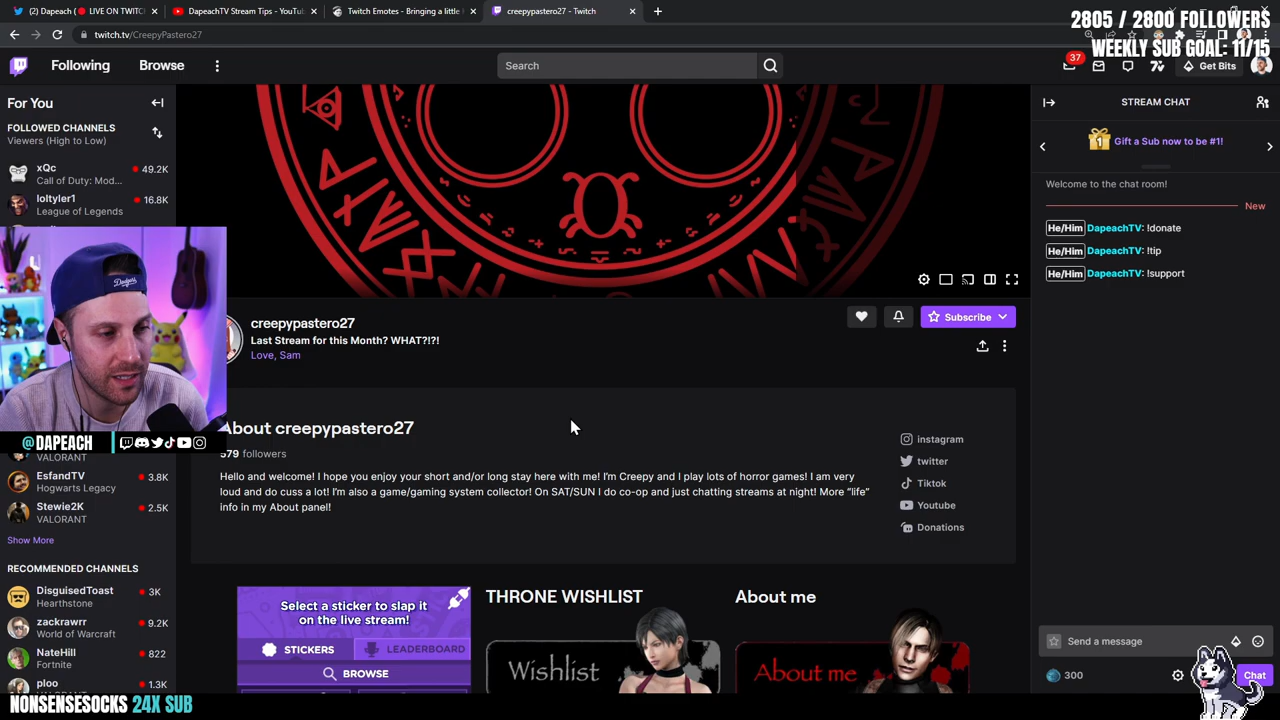 (2) Dapeach ( LIVE ON TWITC
DapeachTV Stream Tips - YouTu
Twitch Emotes - Bringing a little
creepypastero27 - Twitch
twitch.tv/CreepyPastero27
2805 / 2800 FOLLOWERS
WEEKLY SUB GOAL: 11/15
Following
Browse
Search
37
Get Bits
For You
FOLLOWED CHANNELS
Viewers (High to Low)
xQc
49.2K
Call of Duty: Mod...
loltyler1
16.8K
League of Legends
STREAM CHAT
1
Gift a Sub now to be #1!
Welcome to the chat room!
New
He/Him DapeachTV: !donate
He/Him DapeachTV: !tip
He/Him DapeachTV: !support
Dodgers
@DAPEACH
VALORANT
EsfandTV
3.8K
Hogwarts Legacy
Stewie2K
2.5K
VALORANT
Show More
RECOMMENDED CHANNELS
DisguisedToast
3K
Hearthstone
zackrawrr
9.2K
World of Warcraft
NateHill
822
Fortnite
ploo
1.3K
creepypastero27
Last Stream for this Month? WHAT?!?!
Love, Sam
Subscribe
About creepypastero27
579 followers
Hello and welcome! I hope you enjoy your short and/or long stay here with me! I'm Creepy and I play lots of horror games! I am very
loud and do cuss a lot! I'm also a game/gaming system collector! On SAT/SUN I do co-op and just chatting streams at night! More "life"
info in my About panel!
instagram
twitter
Tiktok
Youtube
Donations
Select a sticker to slap it
on the live stream!
STICKERS
LEADERBOARD
BROWSE
THRONE WISHLIST
Wishlist
About me
About me
Send a message
300
Chat
NONSENSESOCKS 24X SUB